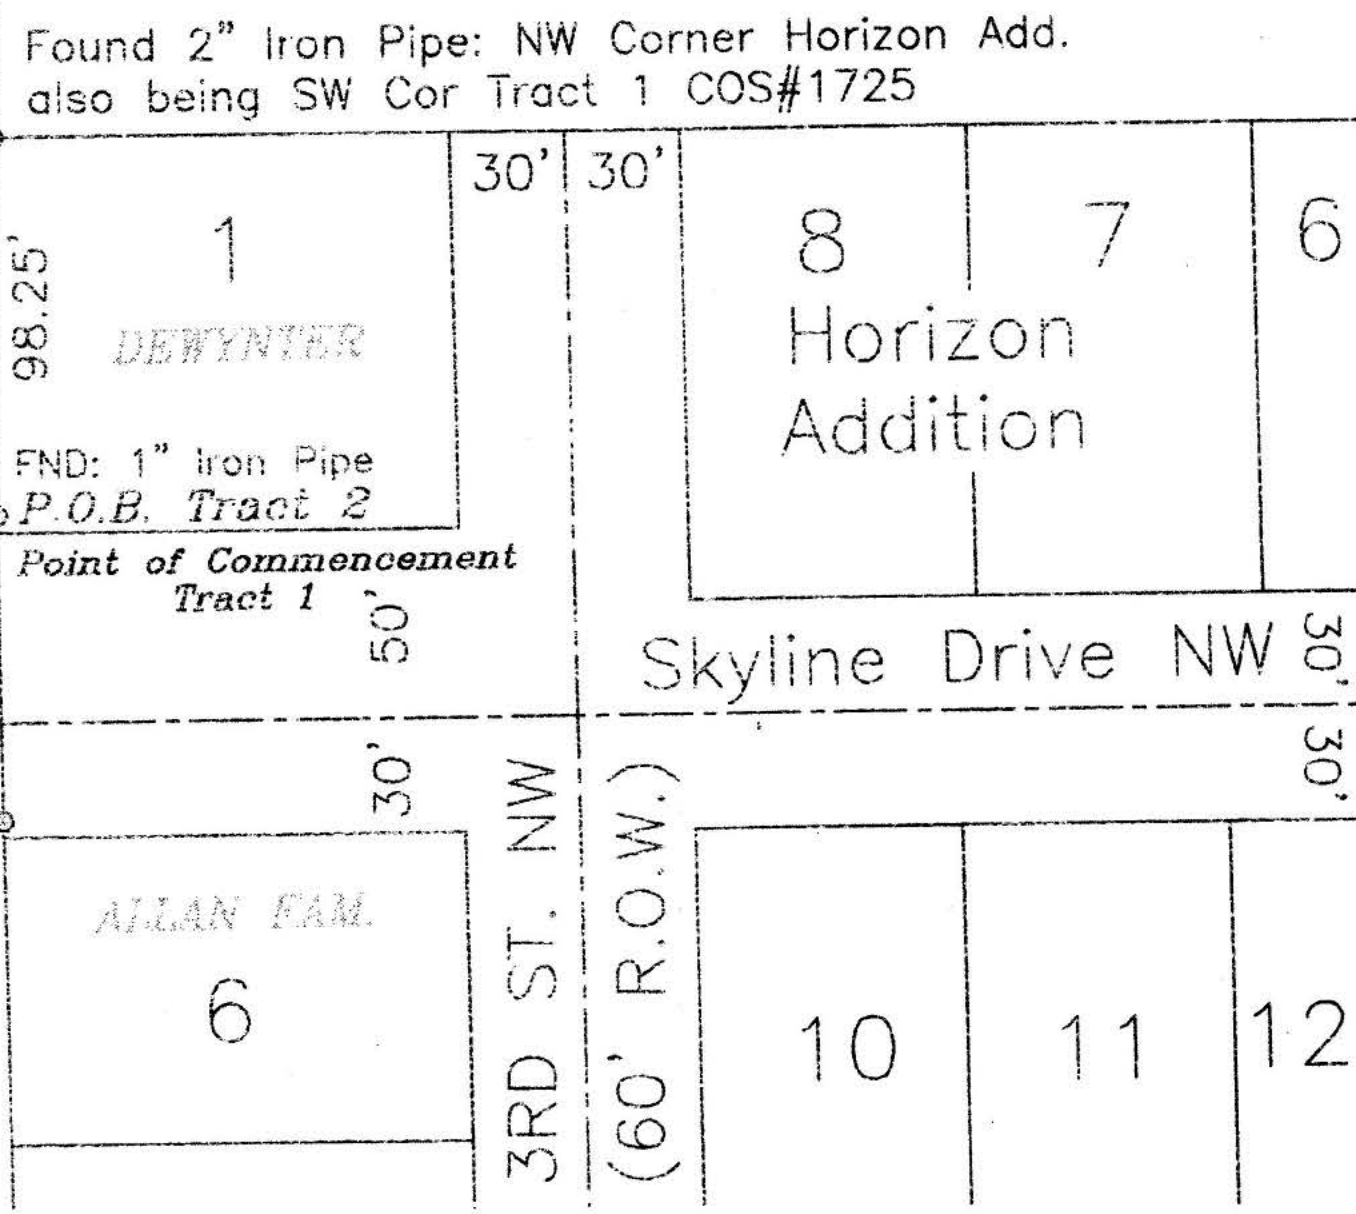 Found 2" Iron Pipe: NW Corner Horizon Add.
also being SW Cor Tract 1 COS#1725
30' 30'
1
8 7 6
98.25'
DEWYNTER
Horizon
Addition
FND: 1" Iron Pipe
P.O.B. Tract 2
Point of Commencement
Tract 1
50'
Skyline Drive NW
30'
30'
30'
3RD ST. NW
(60' R.O.W.)
ALLAN FAM.
6
10 11 12